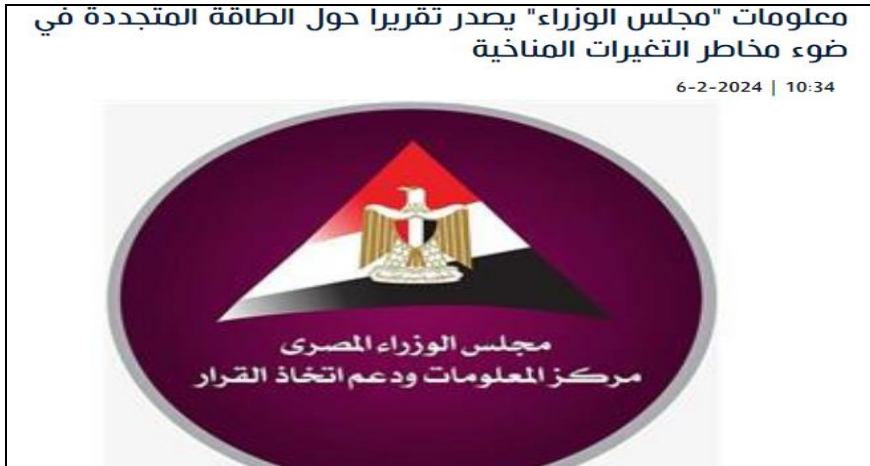 معلومات "مجلس الوزراء" يصدر تقريرا حول الطاقة المتجددة في
ضوء مخاطر التغيرات المناخية
6-2-2024 | 10:34
مجلس الوزراء المصرى
مركز المعلومات ودعم اتخاذ القرار